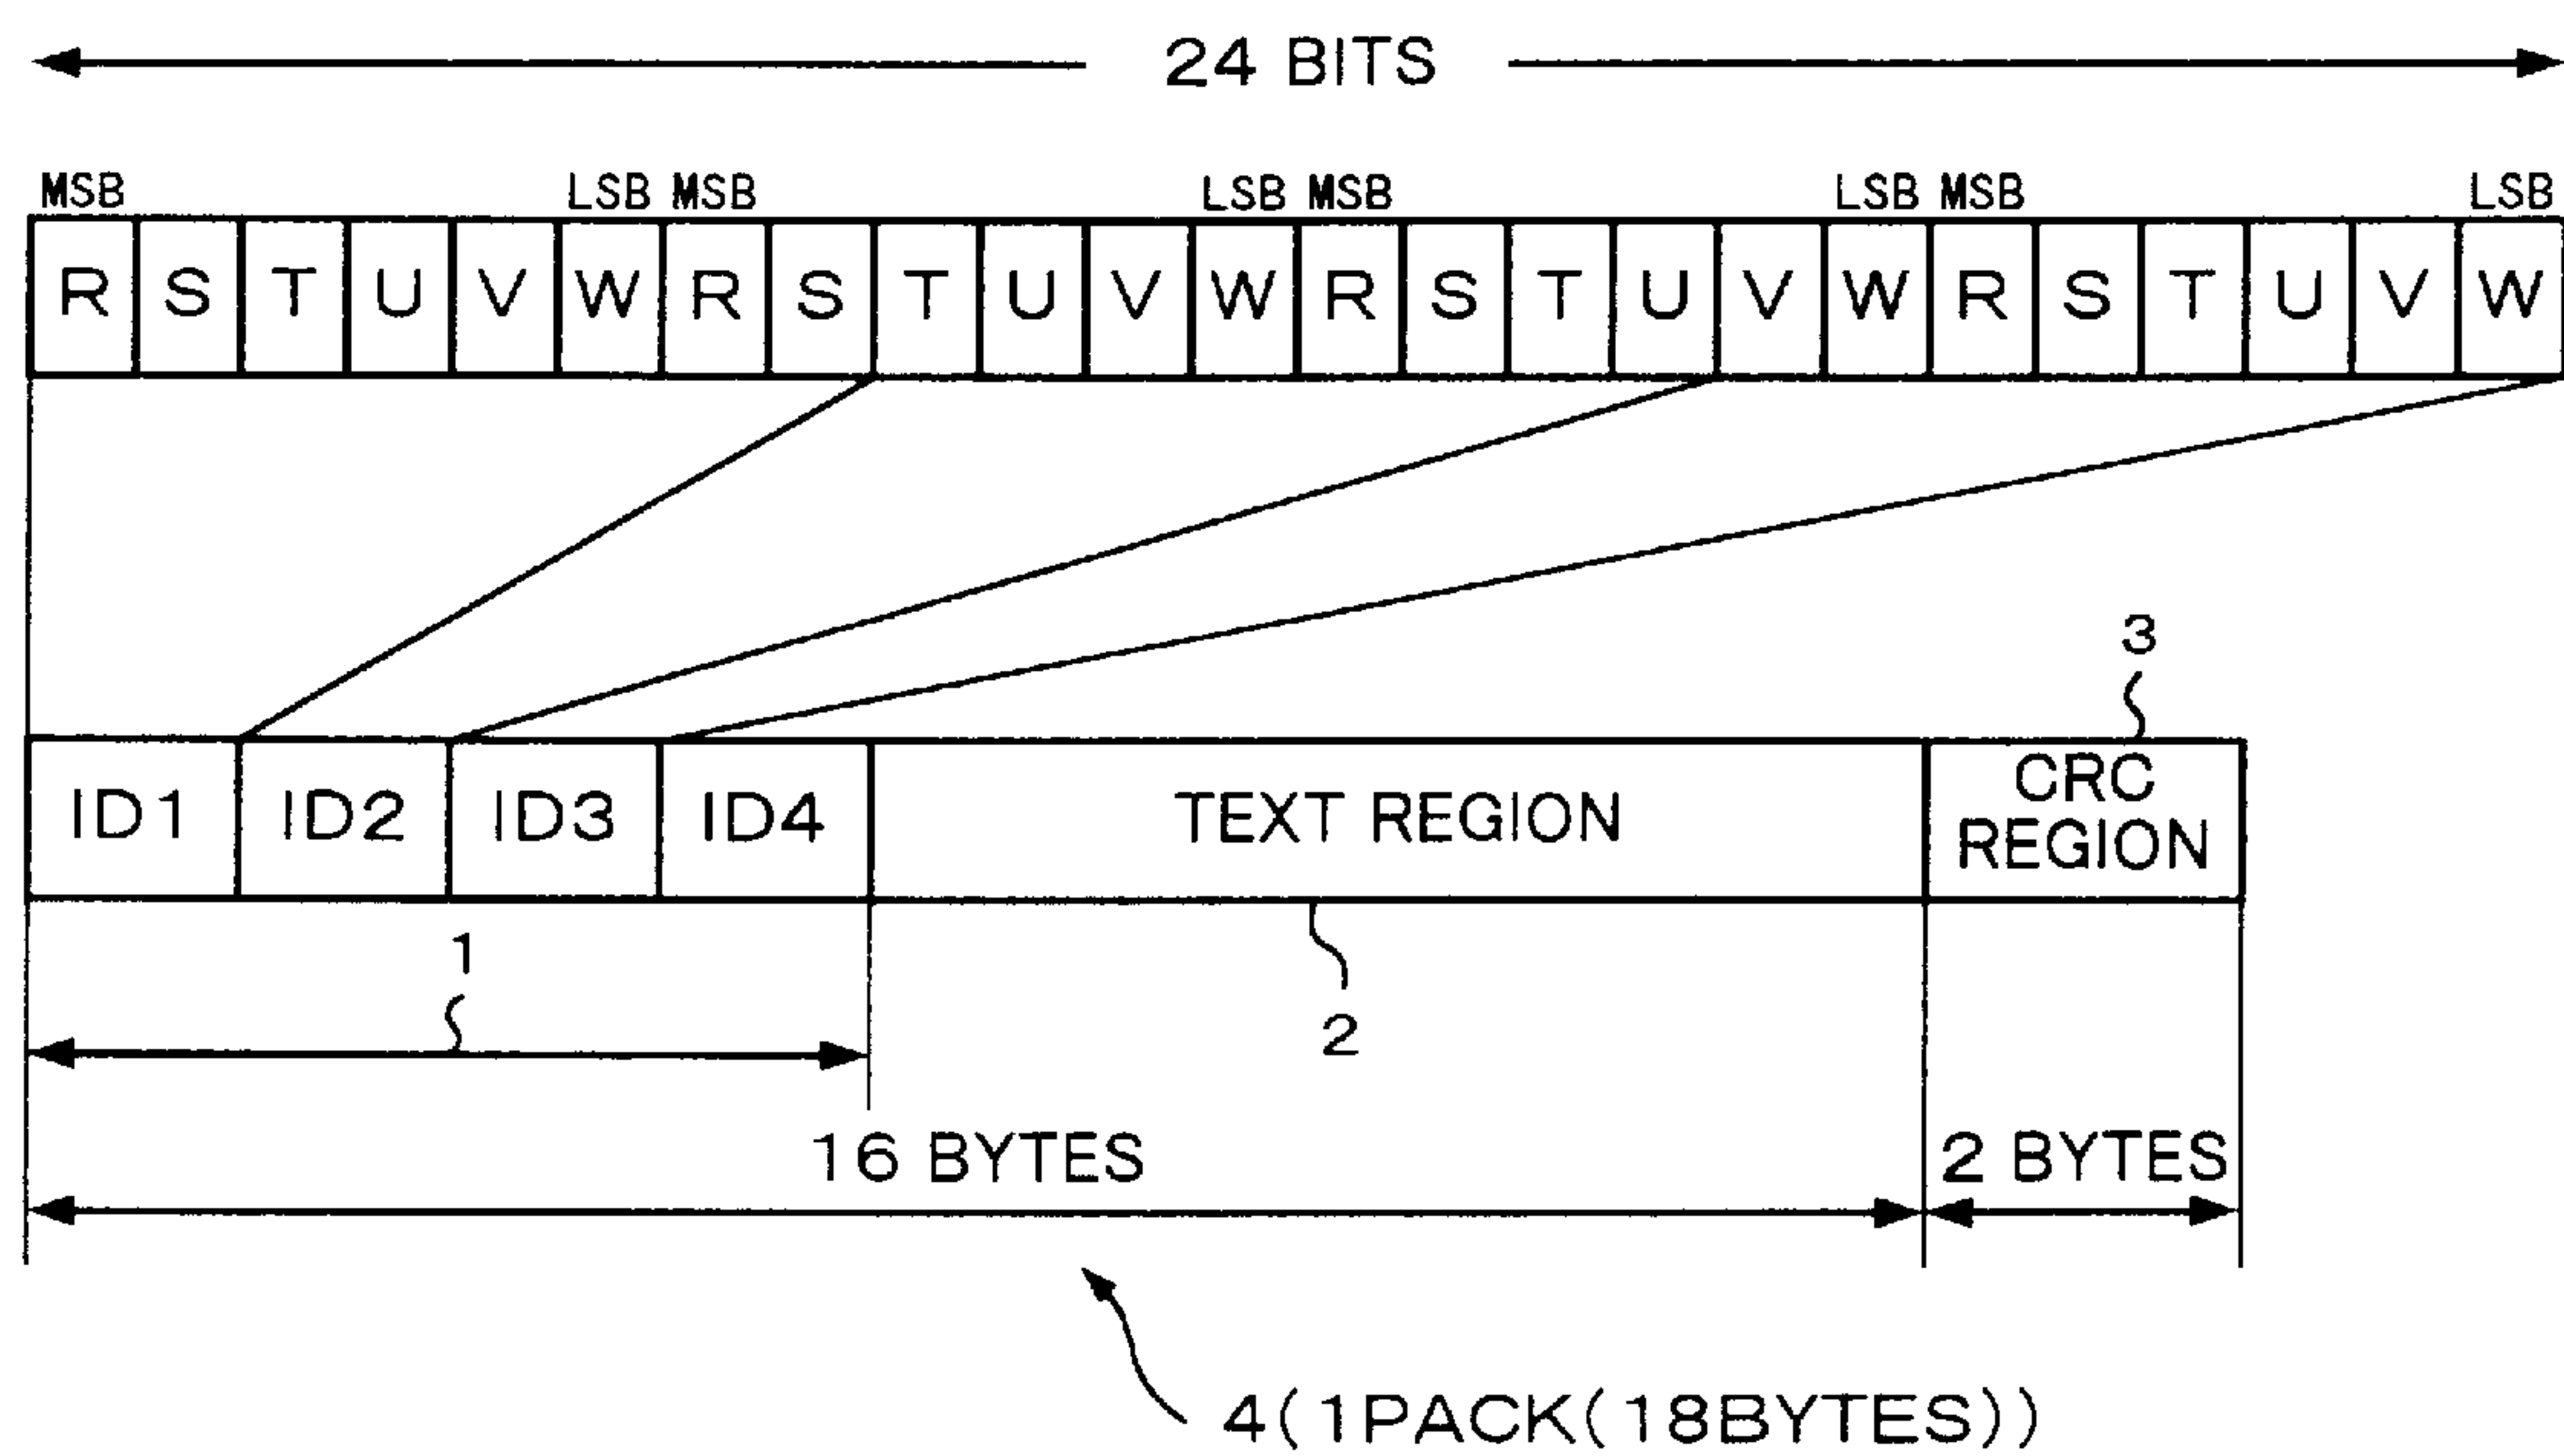 24 BITS
MSB LSB MSB LSB MSB LSB MSB LSB
R S T U V W R S T U V W R S T U V W R S T U V W
3
ID1 ID2 ID3 ID4 TEXT REGION CRC REGION
1
2
16 BYTES 2 BYTES
4(1PACK(18BYTES))